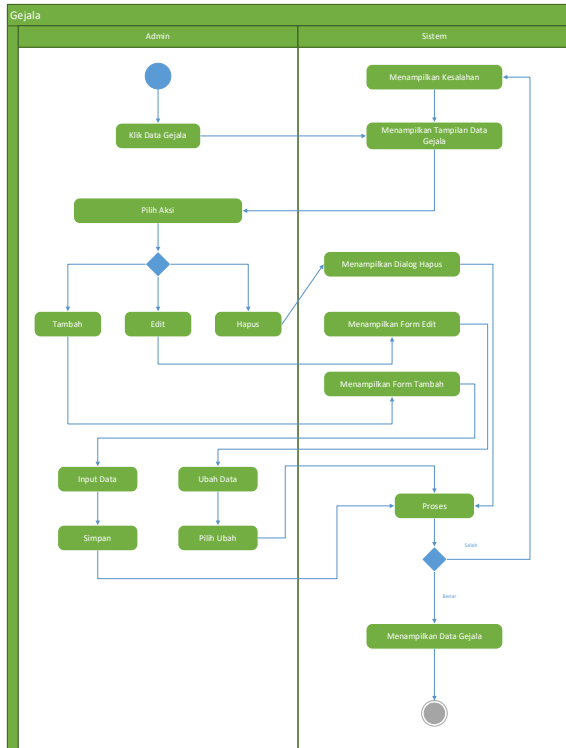 Gejala
Admin
Sistem
Menampilkan Kesalahan
Klik Data Gejala
Menampilkan Tampilan Data
Gejala
Pilih Aksi
Menampilkan Dialog Hapus
Tambah
Edit
Hapus
Menampilkan Form Edit
Menampilkan Form Tambah
Input Data
Ubah Data
Proses
Simpan
Pilih Ubah
Salah
Benar
Menampilkan Data Gejala